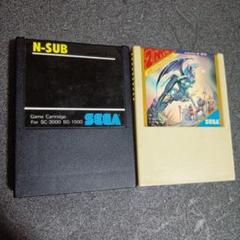 N-SUB
Game Cartridge
For SC-3000 SG-1000
SEGA
SEGA